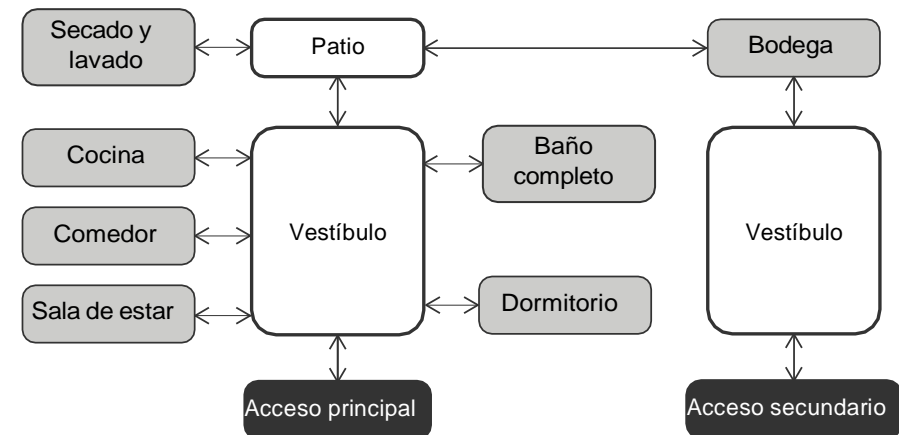 Secado y
lavado
Patio
Bodega
Cocina
Baño
completo
Comedor
Vestíbulo
Vestíbulo
Sala de estar
Dormitorio
Acceso principal
Acceso secundario